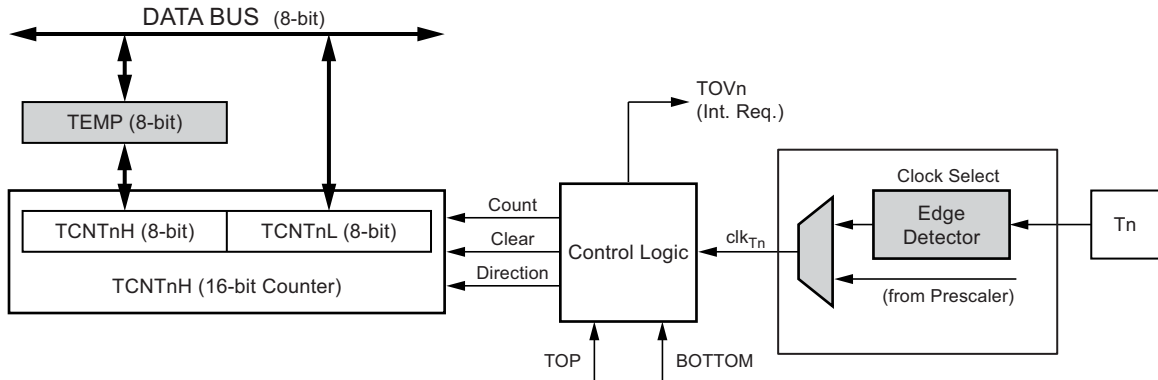 DATA BUS (8-bit)
TOVn
(Int. Req.)
TEMP (8-bit)
Clock Select
Count
TCNTnH (8-bit)
TCNTnL (8-bit)
Edge
Detector
Tn
Clear
Control Logic
clkTn
Direction
TCNTnH (16-bit Counter)
(from Prescaler)
TOP
BOTTOM